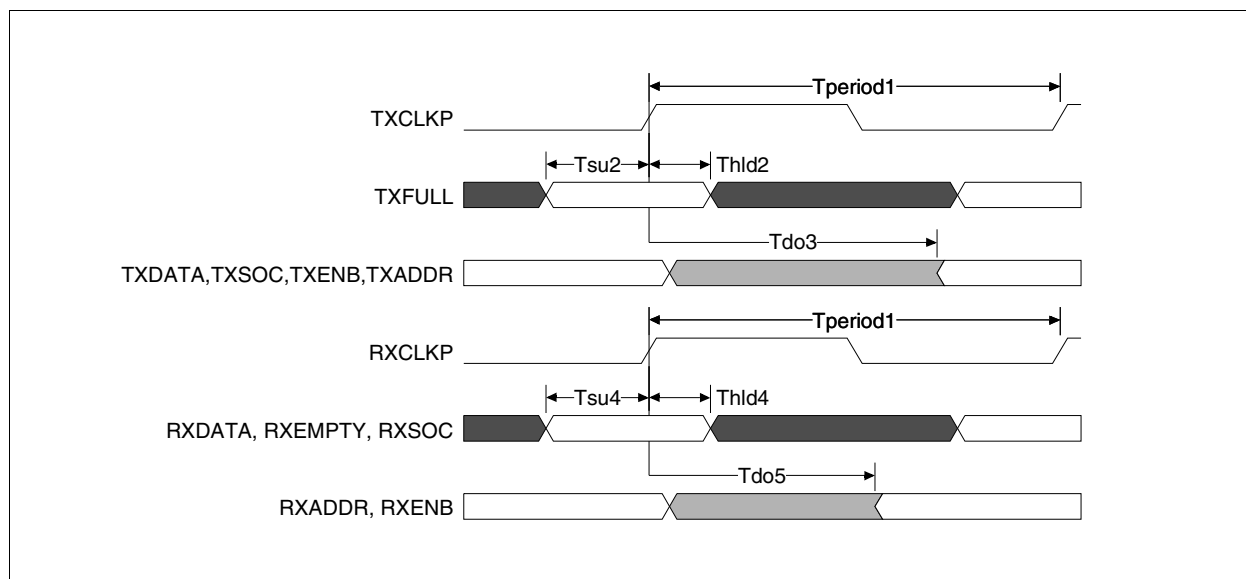 Tperiod1
TXCLKP
Tsu2 Thld2
TXFULL
Tdo3
TXDATA,TXSOC,TXENB,TXADDR
Tperiod1
RXCLKP
Tsu4 Thld4
RXDATA, RXEMPTY, RXSOC
Tdo5
RXADDR, RXENB